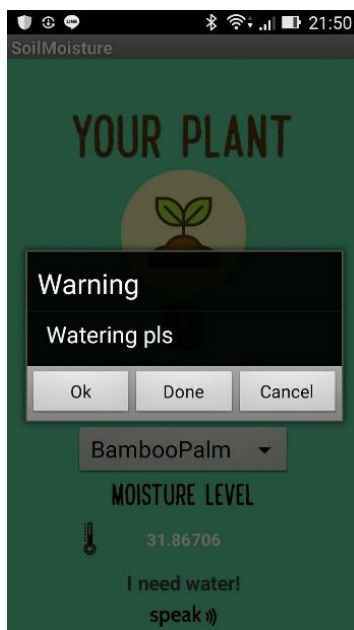 21:50
SoilMoisture
YOUR PLANT
Warning
Watering pls
Ok Done Cancel
BambooPalm
MOISTURE LEVEL
31.86706
I need water!
speak